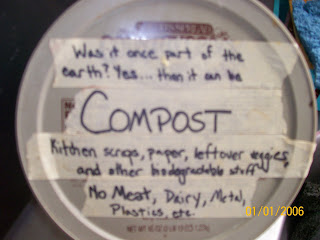 Was it once part of the
earth? Yes... then it can be
COMPOST
Kitchen scraps, paper, leftover veggies,
and other biodegradable stuff
No Meat, Dairy, Metal,
Plastics, etc.
01/01/2006